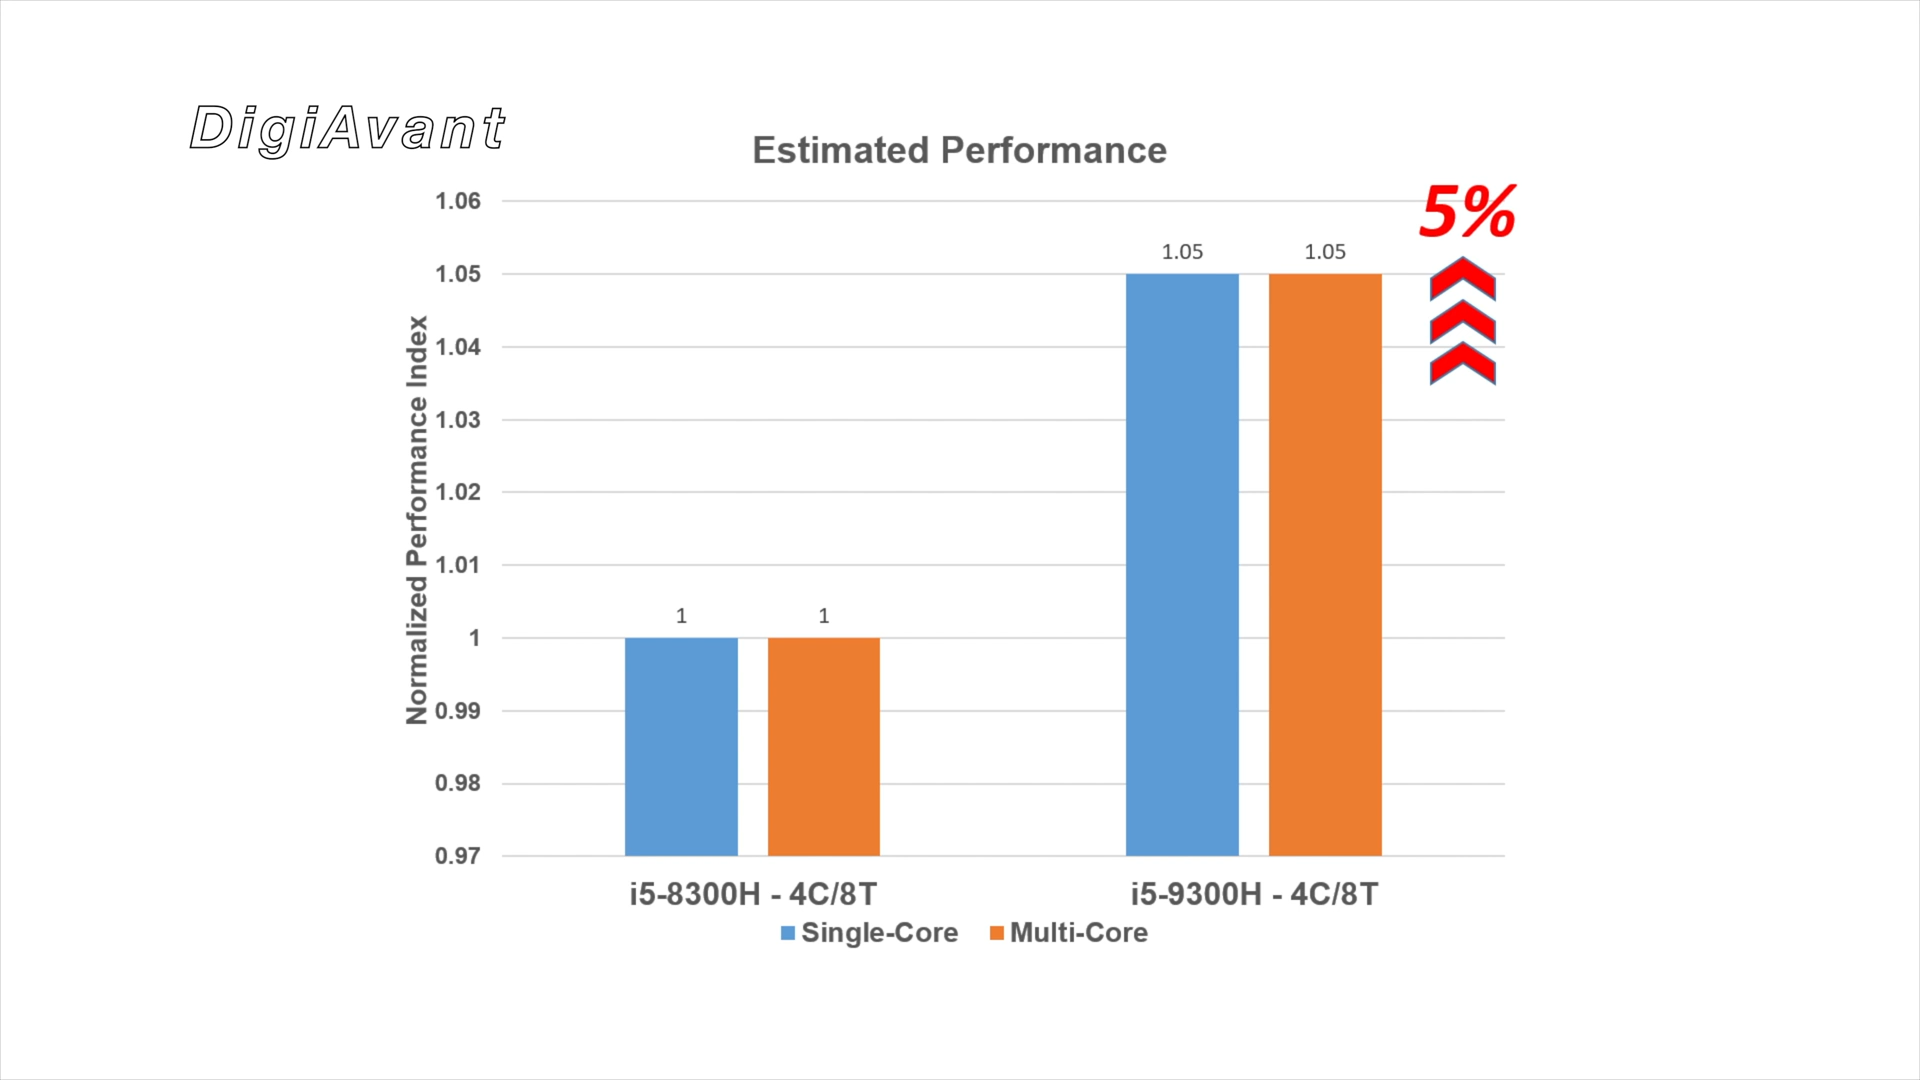 DigiAvant
Estimated Performance
5%
Normalized Performance Index
1.06
1.05
1.04
1.03
1.02
1.01
1
0.99
0.98
0.97
1
1
1.05
1.05
i5-8300H - 4C/8T
i5-9300H - 4C/8T
Single-Core
Multi-Core